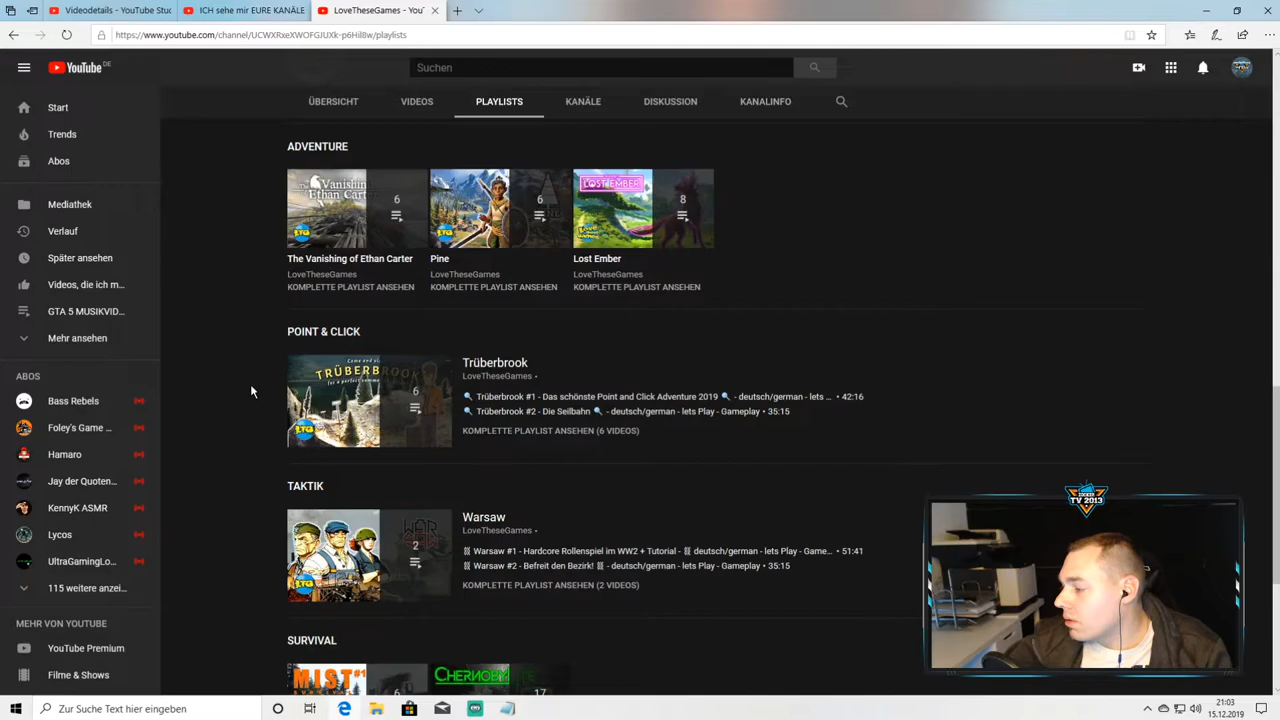 Videodetails - YouTube Stud
ICH sehe mir EURE KANÄLE
LoveTheseGames - YouT
https://www.youtube.com/channel/UCWXRxeXWOFGJUXk-p6Hil8w/playlists
YouTube DE
Suchen
ÜBERSICHT VIDEOS PLAYLISTS KANÄLE DISKUSSION KANALINFO
Start
Trends
Abos
Mediathek
Verlauf
Später ansehen
Videos, die ich m...
GTA 5 MUSIKVID...
Mehr ansehen
ABOS
Bass Rebels
Foley's Game ...
Hamaro
Jay der Quoten...
KennyK ASMR
Lycos
UltraGamingLo...
115 weitere anzei...
MEHR VON YOUTUBE
YouTube Premium
Filme & Shows
ADVENTURE
The Vanishing
Ethan Carter
6
6
LOST EMBER
8
The Vanishing of Ethan Carter
LoveTheseGames
KOMPLETTE PLAYLIST ANSEHEN
Pine
LoveTheseGames
KOMPLETTE PLAYLIST ANSEHEN
Lost Ember
LoveTheseGames
KOMPLETTE PLAYLIST ANSEHEN
POINT & CLICK
TRÜBERBROOK
6
Trüberbrook
LoveTheseGames •
Trüberbrook #1 - Das schönste Point and Click Adventure 2019 - deutsch/german - lets ... • 42:16
Trüberbrook #2 - Die Seilbahn - deutsch/german - lets Play - Gameplay • 35:15
KOMPLETTE PLAYLIST ANSEHEN (6 VIDEOS)
TAKTIK
2
Warsaw
LoveTheseGames •
Warsaw #1 - Hardcore Rollenspiel im WW2 + Tutorial - deutsch/german - lets Play - Game... • 51:41
Warsaw #2 - Befreit den Bezirk! - deutsch/german - lets Play - Gameplay • 35:15
KOMPLETTE PLAYLIST ANSEHEN (2 VIDEOS)
SURVIVAL
MIST #1
6
CHERNOBY
17
ZOCKER
TV 2013
Zur Suche Text hier eingeben
21:03
15.12.2019